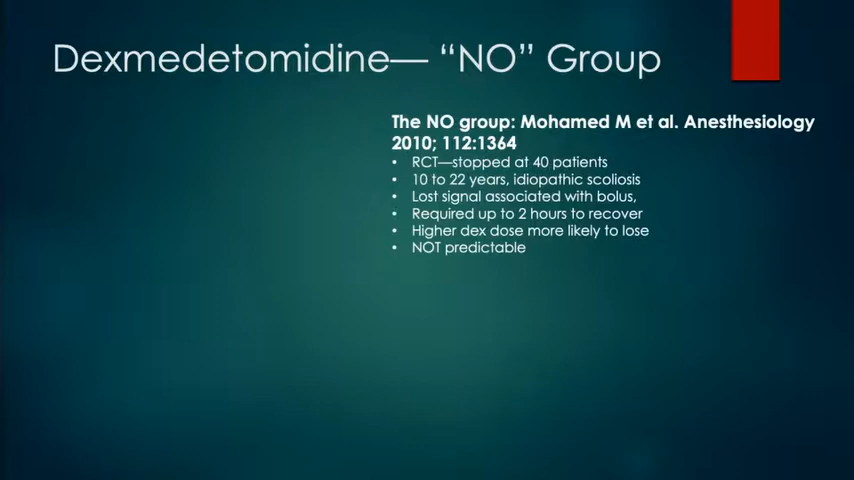 Dexmedetomidine— “NO” Group
The NO group: Mohamed M et al. Anesthesiology
2010; 112:1364
• RCT—stopped at 40 patients
• 10 to 22 years, idiopathic scoliosis
• Lost signal associated with bolus,
• Required up to 2 hours to recover
• Higher dex dose more likely to lose
• NOT predictable